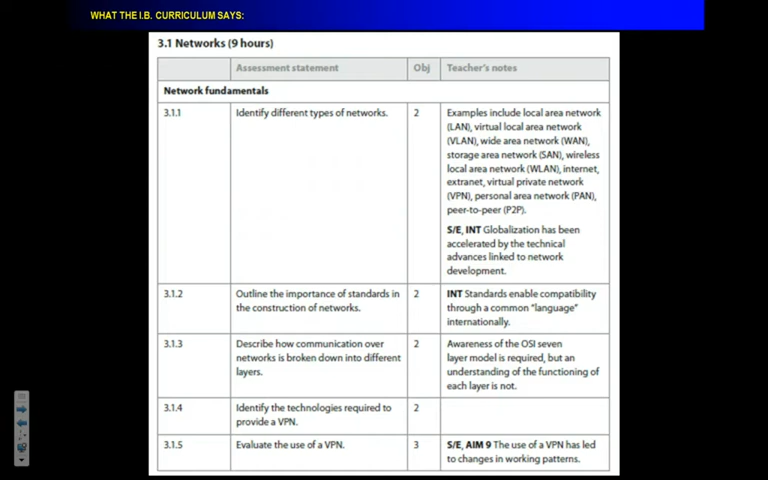 WHAT THE I.B. CURRICULUM SAYS:
3.1 Networks (9 hours)
Assessment statement Obj Teacher's notes
Network fundamentals
3.1.1 Identify different types of networks. 2 Examples include local area network
(LAN), virtual local area network
(VLAN), wide area network (WAN),
storage area network (SAN), wireless
local area network (WLAN), internet,
extranet, virtual private network
(VPN), personal area network (PAN),
peer-to-peer (P2P).
S/E, INT Globalization has been
accelerated by the technical
advances linked to network
development.
3.1.2 Outline the importance of standards in 2 INT Standards enable compatibility
the construction of networks. through a common "language"
internationally.
3.1.3 Describe how communication over 2 Awareness of the OSI seven
networks is broken down into different layer model is required, but an
layers. understanding of the functioning of
each layer is not.
3.1.4 Identify the technologies required to 2
provide a VPN.
3.1.5 Evaluate the use of a VPN. 3 S/E, AIM 9 The use of a VPN has led
to changes in working patterns.